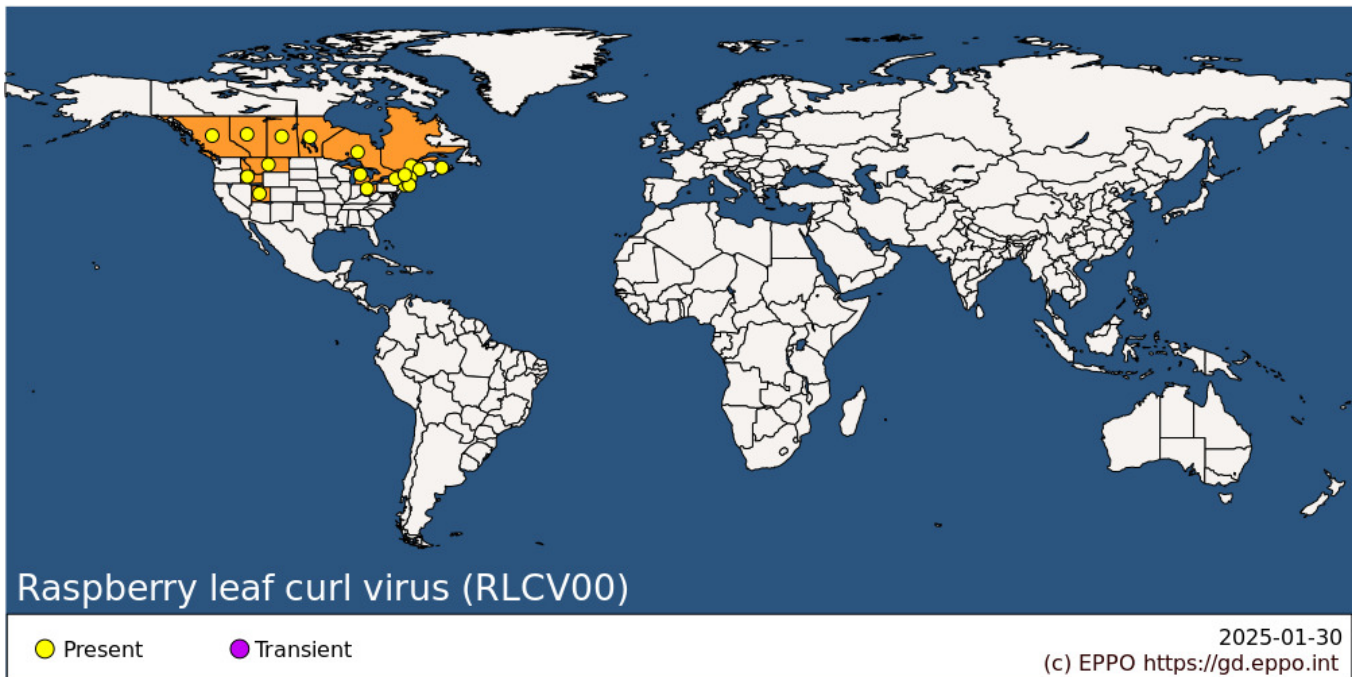 Raspberry leaf curl virus (RLCV00)
Present
Transient
2025-01-30
(c) EPPO https://gd.eppo.int